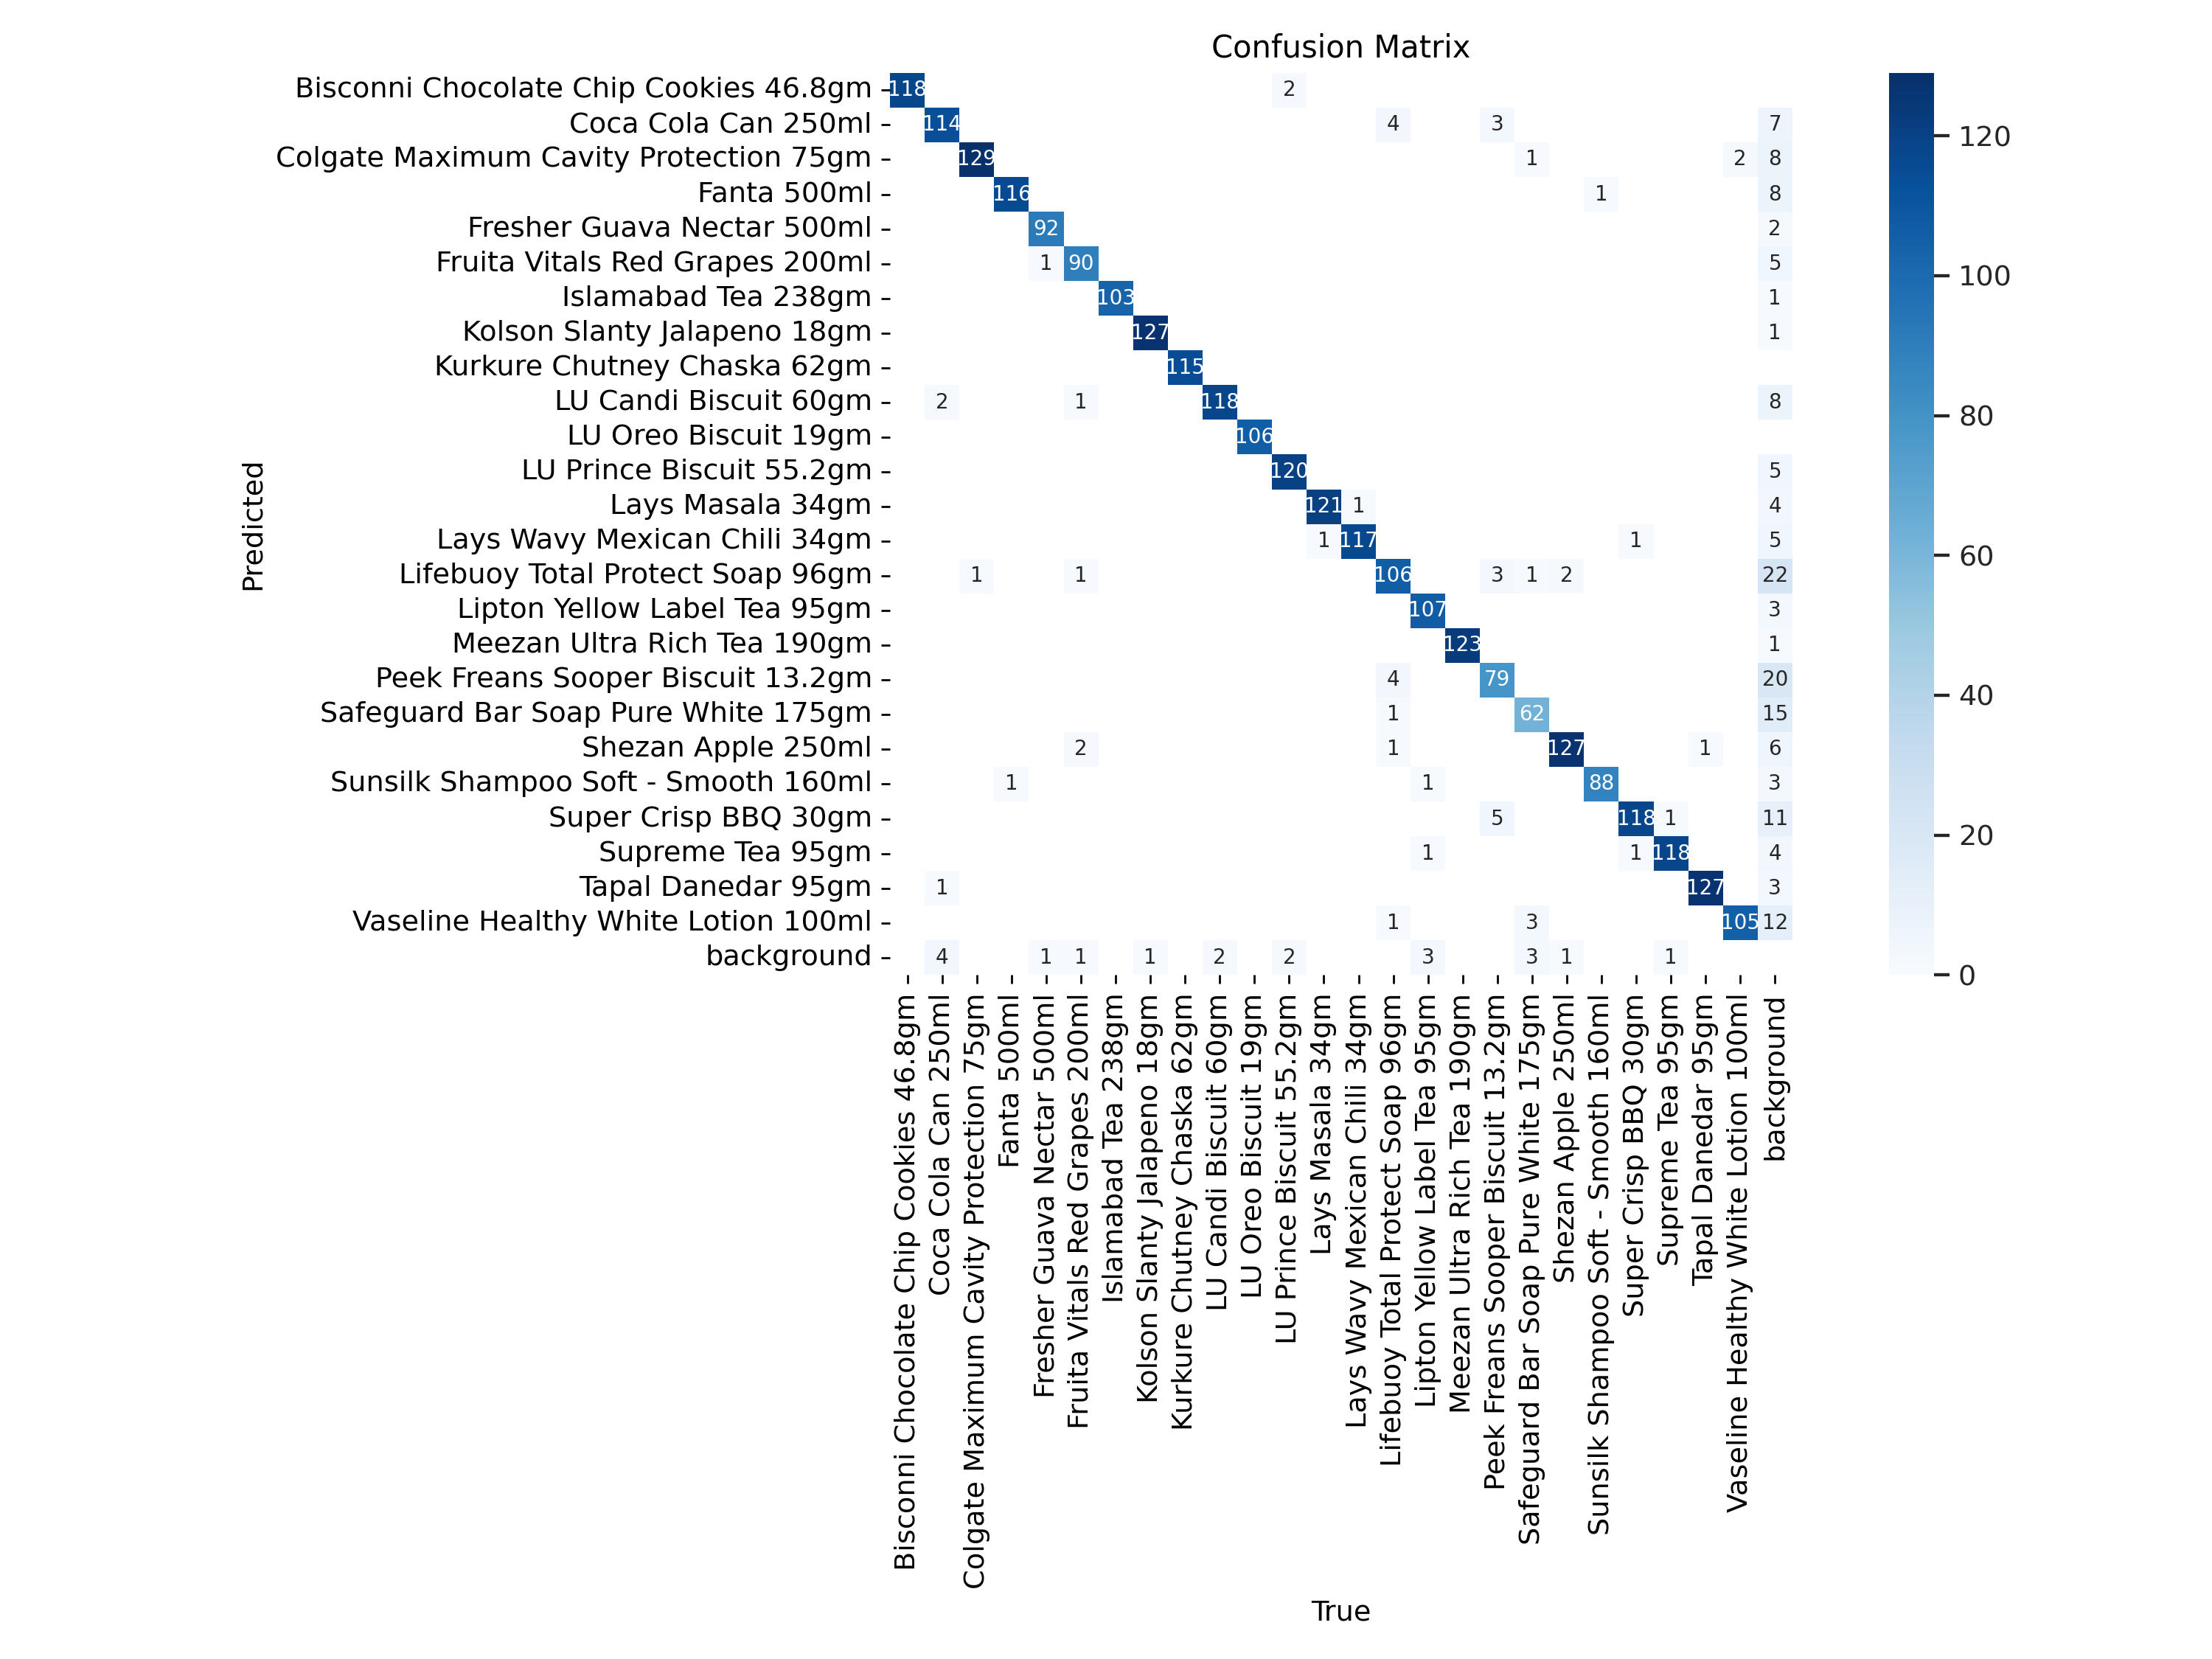 Confusion Matrix
Bisconni Chocolate Chip Cookies 46.8gm 118 2
Coca Cola Can 250ml 114 4 3 7
Colgate Maximum Cavity Protection 75gm 129 1 2 8
Fanta 500ml 116 1 8
Fresher Guava Nectar 500ml 92 2
Fruita Vitals Red Grapes 200ml 1 90 5
Islamabad Tea 238gm 103 1
Kolson Slanty Jalapeno 18gm 127 1
Kurkure Chutney Chaska 62gm 115
LU Candi Biscuit 60gm 2 1 118 8
LU Oreo Biscuit 19gm 106
LU Prince Biscuit 55.2gm 120 5
Lays Masala 34gm 121 1 4
Lays Wavy Mexican Chili 34gm 1 117 1 5
Lifebuoy Total Protect Soap 96gm 1 1 106 3 1 2 22
Lipton Yellow Label Tea 95gm 107 3
Meezan Ultra Rich Tea 190gm 123 1
Peek Freans Sooper Biscuit 13.2gm 4 79 20
Safeguard Bar Soap Pure White 175gm 1 62 15
Shezan Apple 250ml 2 1 127 1 6
Sunsilk Shampoo Soft - Smooth 160ml 1 1 88 3
Super Crisp BBQ 30gm 5 118 1 11
Supreme Tea 95gm 1 1 118 4
Tapal Danedar 95gm 1 127 3
Vaseline Healthy White Lotion 100ml 1 3 105 12
background 4 1 1 1 2 2 3 3 1 1
Predicted
Bisconni Chocolate Chip Cookies 46.8gm
Coca Cola Can 250ml
Colgate Maximum Cavity Protection 75gm
Fanta 500ml
Fresher Guava Nectar 500ml
Fruita Vitals Red Grapes 200ml
Islamabad Tea 238gm
Kolson Slanty Jalapeno 18gm
Kurkure Chutney Chaska 62gm
LU Candi Biscuit 60gm
LU Oreo Biscuit 19gm
LU Prince Biscuit 55.2gm
Lays Masala 34gm
Lays Wavy Mexican Chili 34gm
Lifebuoy Total Protect Soap 96gm
Lipton Yellow Label Tea 95gm
Meezan Ultra Rich Tea 190gm
Peek Freans Sooper Biscuit 13.2gm
Safeguard Bar Soap Pure White 175gm
Shezan Apple 250ml
Sunsilk Shampoo Soft - Smooth 160ml
Super Crisp BBQ 30gm
Supreme Tea 95gm
Tapal Danedar 95gm
Vaseline Healthy White Lotion 100ml
background
True
120
100
80
60
40
20
0